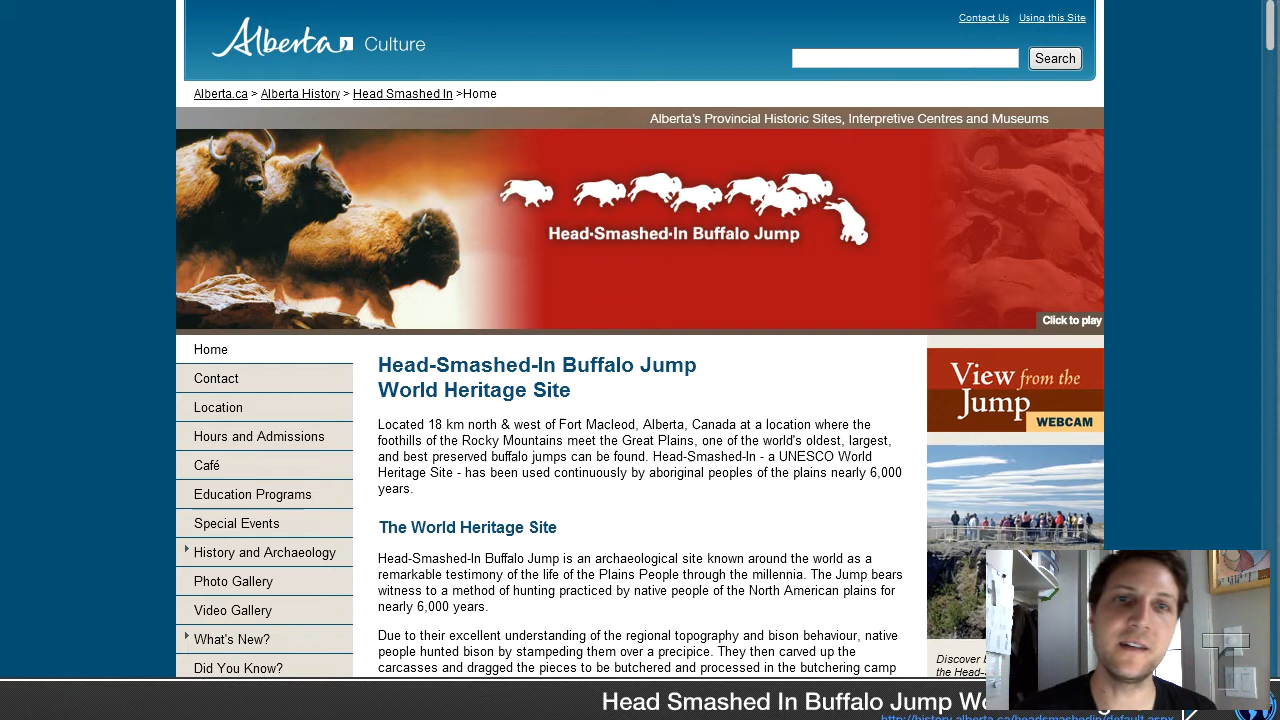 Contact Us Using this Site
Alberta Culture
Search
Alberta.ca > Alberta History > Head Smashed In >Home
Alberta's Provincial Historic Sites, Interpretive Centres and Museums
Head-Smashed-In Buffalo Jump
Click to play
Home
Contact
Location
Hours and Admissions
Café
Education Programs
Special Events
History and Archaeology
Photo Gallery
Video Gallery
What's New?
Did You Know?
Head-Smashed-In Buffalo Jump
World Heritage Site
Located 18 km north & west of Fort Macleod, Alberta, Canada at a location where the
foothills of the Rocky Mountains meet the Great Plains, one of the world's oldest, largest,
and best preserved buffalo jumps can be found. Head-Smashed-In - a UNESCO World
Heritage Site - has been used continuously by aboriginal peoples of the plains nearly 6,000
years.
The World Heritage Site
Head-Smashed-In Buffalo Jump is an archaeological site known around the world as a
remarkable testimony of the life of the Plains People through the millennia. The Jump bears
witness to a method of hunting practiced by native people of the North American plains for
nearly 6,000 years.
Due to their excellent understanding of the regional topography and bison behaviour, native
people hunted bison by stampeding them over a precipice. They then carved up the
carcasses and dragged the pieces to be butchered and processed in the butchering camp
View from the
Jump
WEBCAM
Discover
the Head-
Head Smashed In Buffalo Jump
http://history.alberta.ca/headsmashedin/default.aspx